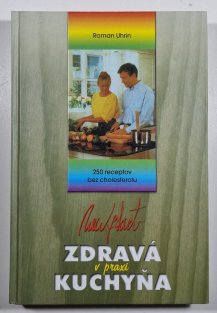 Roman Uhrin
250 receptov
bez cholesterolu
ZDRAVÁ
v praxi
KUCHYŇA